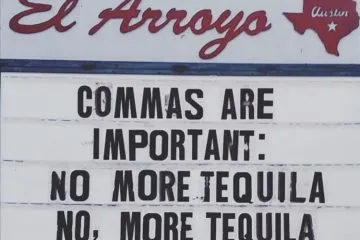 El Arroyo
Austin
COMMAS ARE
IMPORTANT:
NO MORE TEQUILA
NO, MORE TEQUILA